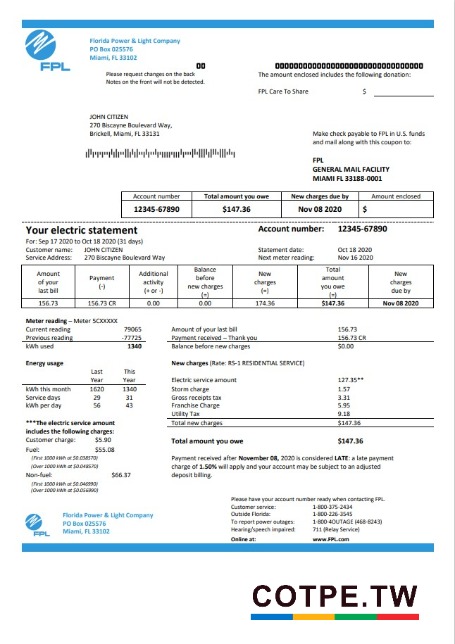 Florida Power & Light Company
PO Box 025576
Miami, FL 33102
FPL
Please request changes on the back
Notes on the front will not be detected.
The amount enclosed includes the following donation:
FPL Care To Share $
JOHN CITIZEN
270 Biscayne Boulevard Way,
Brickell, Miami, FL 33131
Make check payable to FPL in U.S. funds
and mail along with this coupon to:
FPL
GENERAL MAIL FACILITY
MIAMI FL 33188-0001
Account number Total amount you owe New charges due by Amount enclosed
12345-67890 $147.36 Nov 08 2020 $
Your electric statement Account number: 12345-67890
For: Sep 17 2020 to Oct 18 2020 (31 days)
Customer name: JOHN CITIZEN Statement date: Oct 18 2020
Service Address: 270 Biscayne Boulevard Way Next meter reading: Nov 16 2020
Amount of your last bill Payment (-) Additional activity (+ or -) Balance before new charges (=) New charges (=) Total amount you owe (=) New charges due by
156.73 156.73 CR 0.00 0.00 174.36 $147.36 Nov 08 2020
Meter reading – Meter 5CXXXXX
Current reading 79065
Previous reading -77725
kWh used 1340
Amount of your last bill 156.73
Payment received – Thank you 156.73 CR
Balance before new charges $0.00
Energy usage
Last Year This Year
kWh this month 1620 1340
Service days 29 31
kWh per day 56 43
New charges (Rate: RS-1 RESIDENTIAL SERVICE)
Electric service amount 127.35**
Storm charge 1.57
Gross receipts tax 3.31
Franchise Charge 5.95
Utility Tax 9.18
Total new charges $147.36
Total amount you owe $147.36
***The electric service amount
includes the following charges:
Customer charge: $5.90
Fuel: $55.08
(First 1000 kWh at $0.038570)
(Over 1000 kWh at $0.048570)
Non-fuel: $66.37
(First 1000 kWh at $0.046990)
(Over 1000 kWh at $0.056990)
Payment received after November 08, 2020 is considered LATE: a late payment
charge of 1.50% will apply and your account may be subject to an adjusted
deposit billing.
Please have your account number ready when contacting FPL.
Customer service: 1-800-375-2434
Outside Florida: 1-800-226-3545
To report power outages: 1-800-4OUTAGE (468-8243)
Hearing/speech impaired: 711 (Relay Service)
Online at: www.FPL.com
Florida Power & Light Company
PO Box 025576
Miami, FL 33102
FPL
COTPE.TW